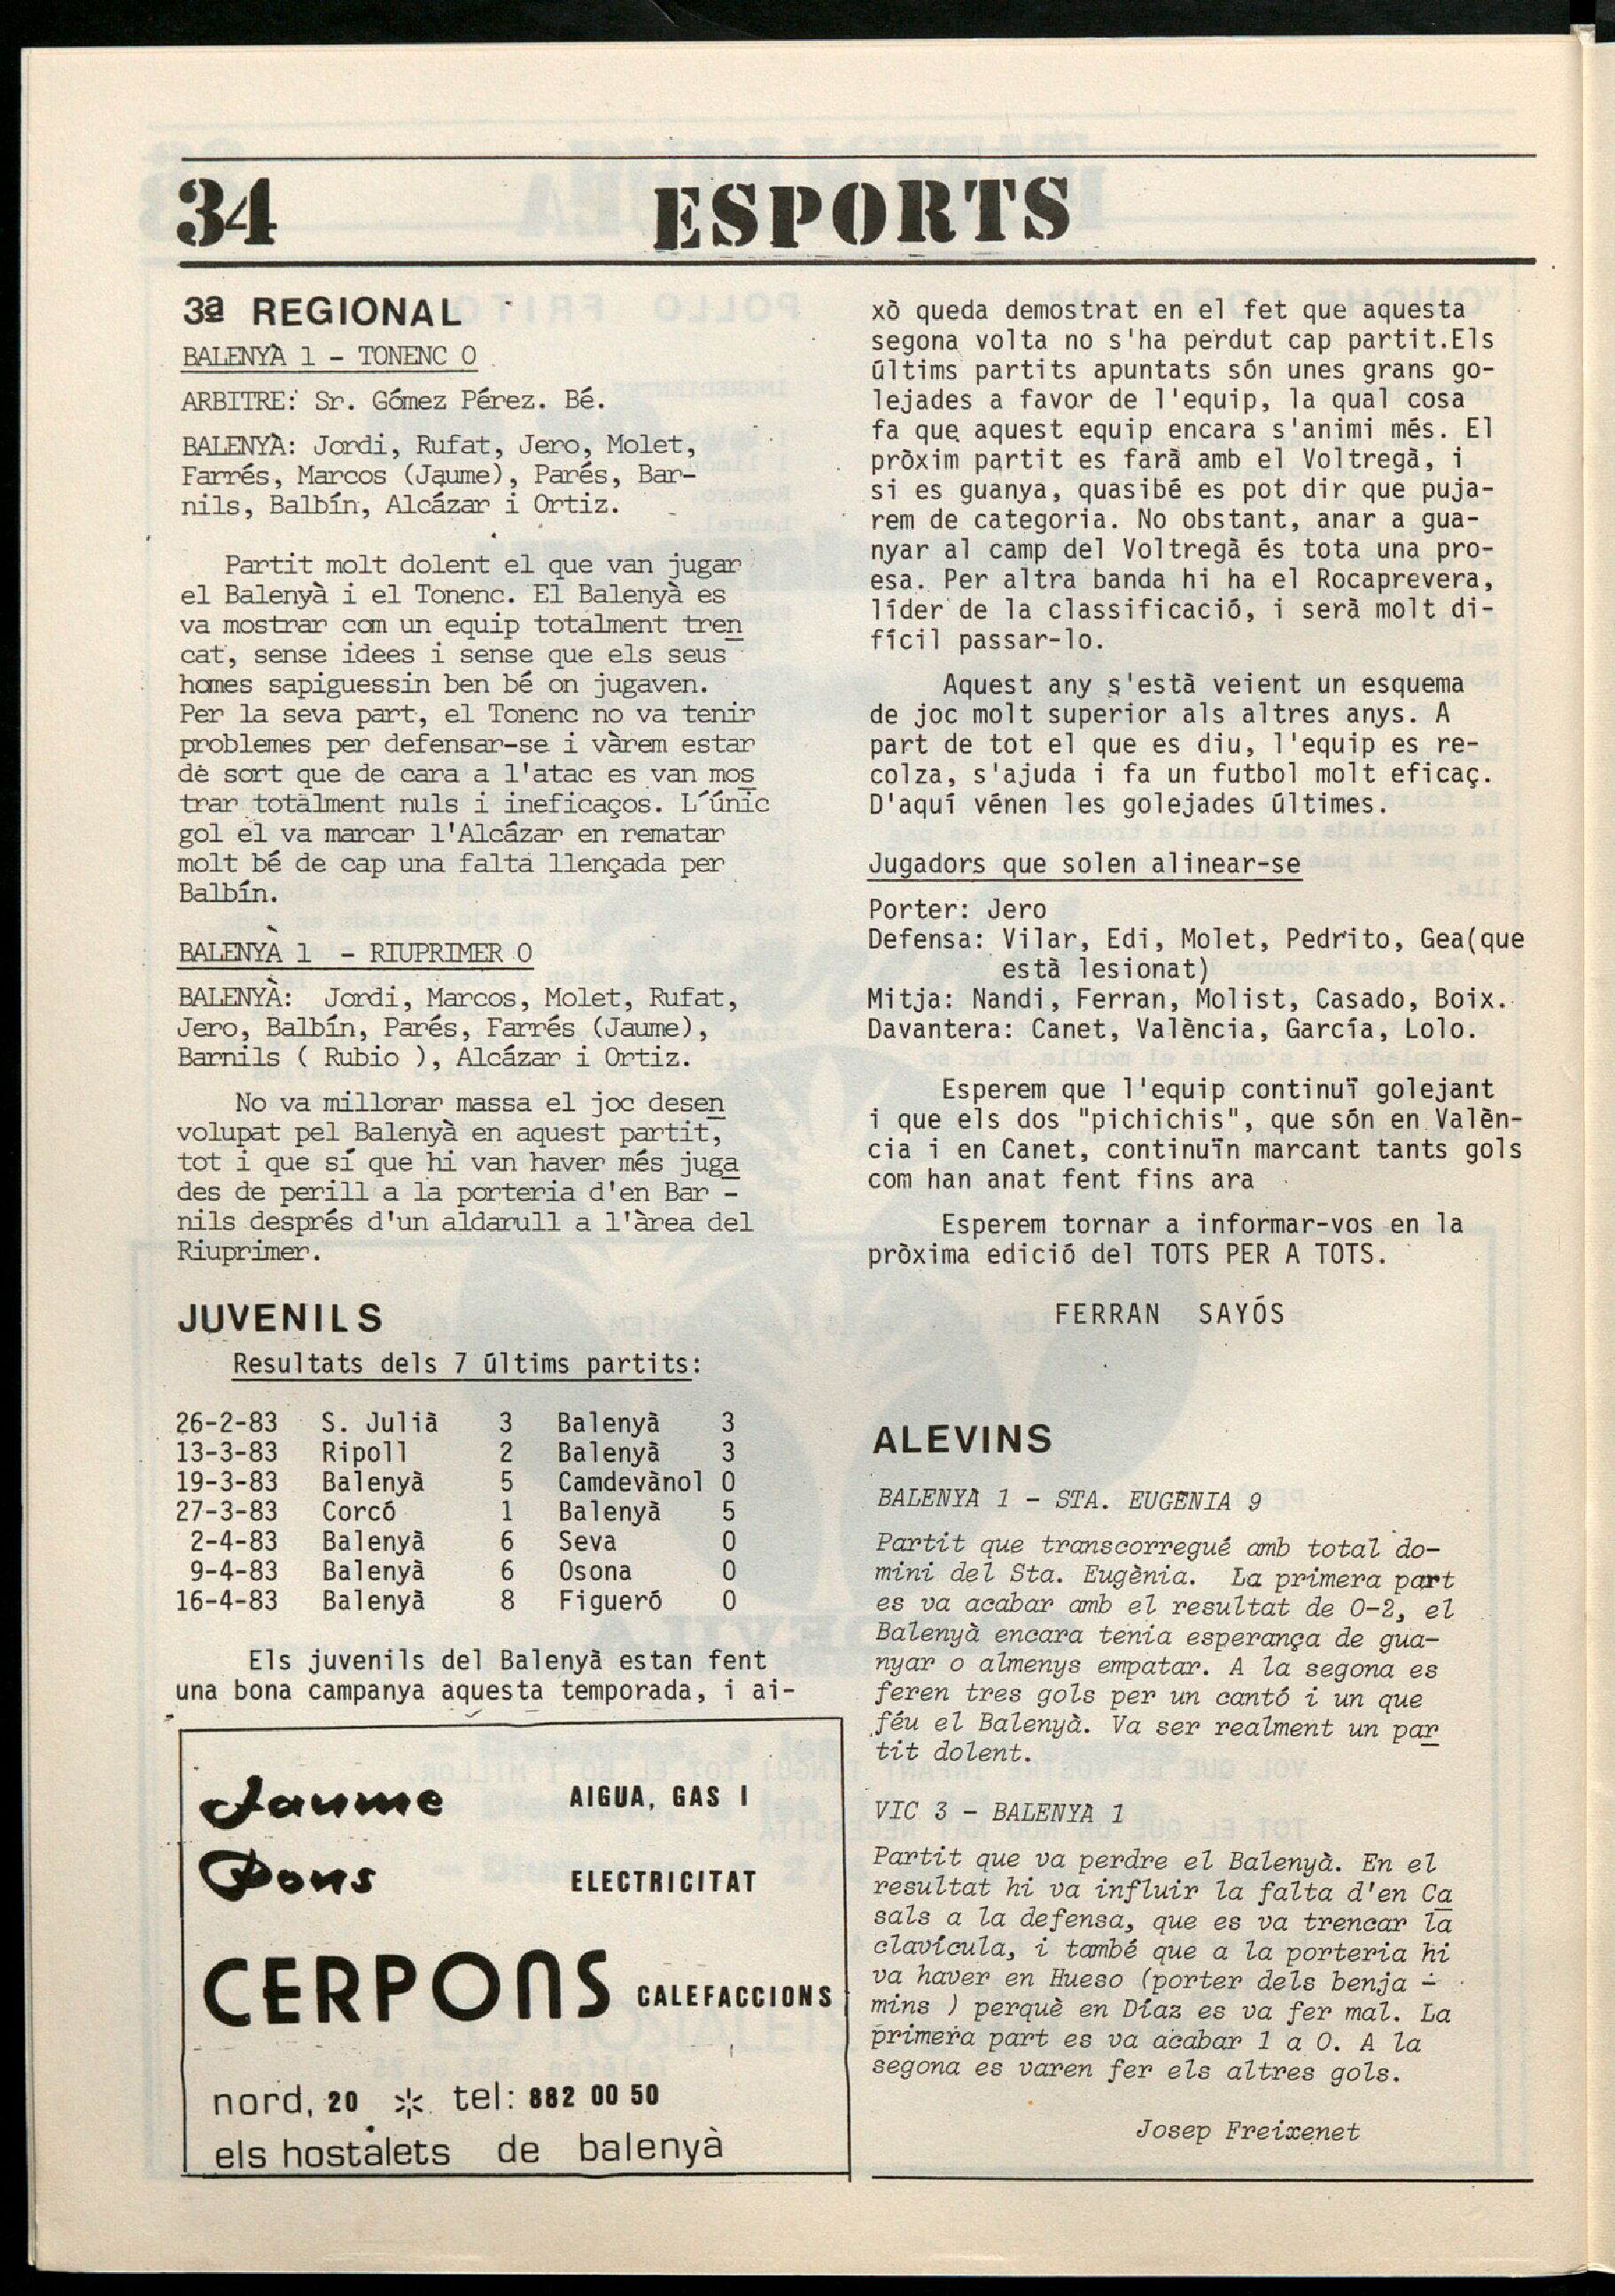 34 ESPORTS
3ª REGIONAL
BALENYÀ 1 - TONENC 0
ARBITRE: Sr. Gómez Pérez. Bé.
BALENYÀ: Jordi, Rufat, Jero, Molet,
Farrés, Marcos (Jaume), Parés, Bar-
nils, Balbín, Alcázar i Ortiz.
Partit molt dolent el que van jugar
el Balenyà i el Tonenc. El Balenyà es
va mostrar com un equip totalment tren
cat, sense idees i sense que els seus
homes sapiguessin ben bé on jugaven.
Per la seva part, el Tonenc no va tenir
problemes per defensar-se i vàrem estar
de sort que de cara a l'atac es van mos
trar totalment nuls i ineficaços. L'únic
gol el va marcar l'Alcázar en rematar
molt bé de cap una falta llençada per
Balbín.
BALENYÀ 1 - RIUPRIMER 0
BALENYÀ: Jordi, Marcos, Molet, Rufat,
Jero, Balbín, Parés, Farrés (Jaume),
Barnils ( Rubio ), Alcázar i Ortiz.
No va millorar massa el joc desen
volupat pel Balenyà en aquest partit,
tot i que sí que hi van haver més juga
des de perill a la porteria d'en Bar -
nils després d'un aldarull a l'àrea del
Riuprimer.
JUVENILS
Resultats dels 7 últims partits:
26-2-83 S. Julià 3 Balenyà 3
13-3-83 Ripoll 2 Balenyà 3
19-3-83 Balenyà 5 Camdevànol 0
27-3-83 Corcó 1 Balenyà 5
2-4-83 Balenyà 6 Seva 0
9-4-83 Balenyà 6 Osona 0
16-4-83 Balenyà 8 Figueró 0
Els juvenils del Balenyà estan fent
una bona campanya aquesta temporada, i ai-
xò queda demostrat en el fet que aquesta
segona volta no s'ha perdut cap partit.Els
últims partits apuntats són unes grans go-
lejades a favor de l'equip, la qual cosa
fa que aquest equip encara s'animi més. El
pròxim partit es farà amb el Voltregà, i
si es guanya, quasibé es pot dir que puja-
rem de categoria. No obstant, anar a gua-
nyar al camp del Voltregà és tota una pro-
esa. Per altra banda hi ha el Rocaprevera,
líder de la classificació, i serà molt di-
fícil passar-lo.
Aquest any s'està veient un esquema
de joc molt superior als altres anys. A
part de tot el que es diu, l'equip es re-
colza, s'ajuda i fa un futbol molt eficaç.
D'aquí vénen les golejades últimes.
Jugadors que solen alinear-se
Porter: Jero
Defensa: Vilar, Edi, Molet, Pedrito, Gea(que
està lesionat)
Mitja: Nandi, Ferran, Molist, Casado, Boix.
Davantera: Canet, València, García, Lolo.
Esperem que l'equip continuï golejant
i que els dos "pichichis", que són en Valèn-
cia i en Canet, continuïn marcant tants gols
com han anat fent fins ara
Esperem tornar a informar-vos en la
pròxima edició del TOTS PER A TOTS.
FERRAN SAYÓS
ALEVINS
BALENYA 1 - STA. EUGENIA 9
Partit que transcorregué amb total do-
mini del Sta. Eugènia. La primera part
es va acabar amb el resultat de 0-2, el
Balenyà encara tenia esperança de gua-
nyar o almenys empatar. A la segona es
feren tres gols per un cantó i un que
féu el Balenyà. Va ser realment un par
tit dolent.
VIC 3 - BALENYA 1
Partit que va perdre el Balenyà. En el
resultat hi va influir la falta d'en Ca
sals a la defensa, que es va trencar la
clavícula, i també que a la porteria hi
va haver en Hueso (porter dels benja -
mins ) perquè en Díaz es va fer mal. La
primera part es va acabar 1 a 0. A la
segona es varen fer els altres gols.
Josep Freixenet
Jaume AIGUA, GAS I
Pons ELECTRICITAT
CERPONS CALEFACCIONS
nord, 20 * tel: 882 00 50
els hostalets de balenyà